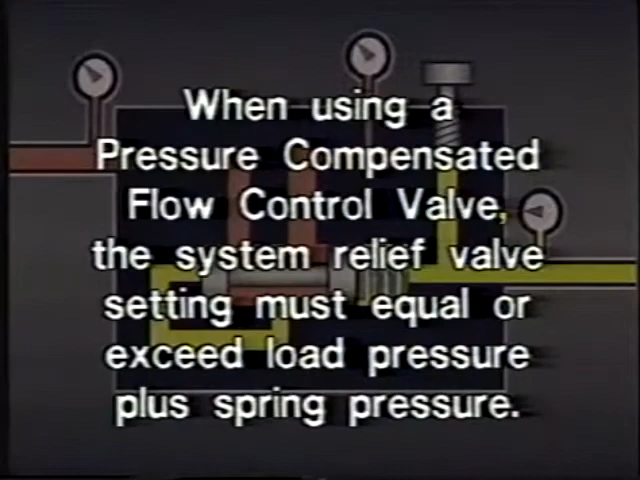 When using a
Pressure Compensated
Flow Control Valve,
the system relief valve
setting must equal or
exceed load pressure
plus spring pressure.